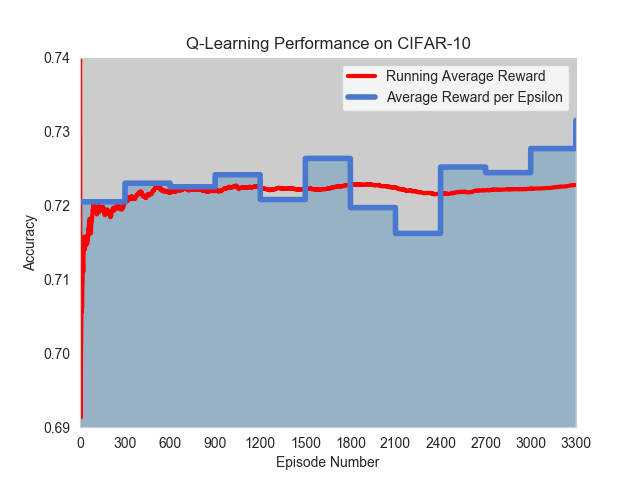 Q-Learning Performance on CIFAR-10
Running Average Reward
Average Reward per Epsilon
Accuracy
0.74
0.73
0.72
0.71
0.70
0.69
0 300 600 900 1200 1500 1800 2100 2400 2700 3000 3300
Episode Number